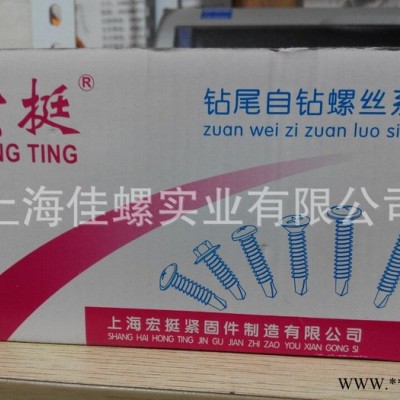 挺®
NG TING
钻尾自钻螺丝系
zuan wei zi zuan luo si
上海佳螺实业有限公司
上海宏挺紧固件制造有限公司
SHANG HAI HONG TING JIN GU JIAN ZHI ZAO YOU XIAN GONG SI
www.**